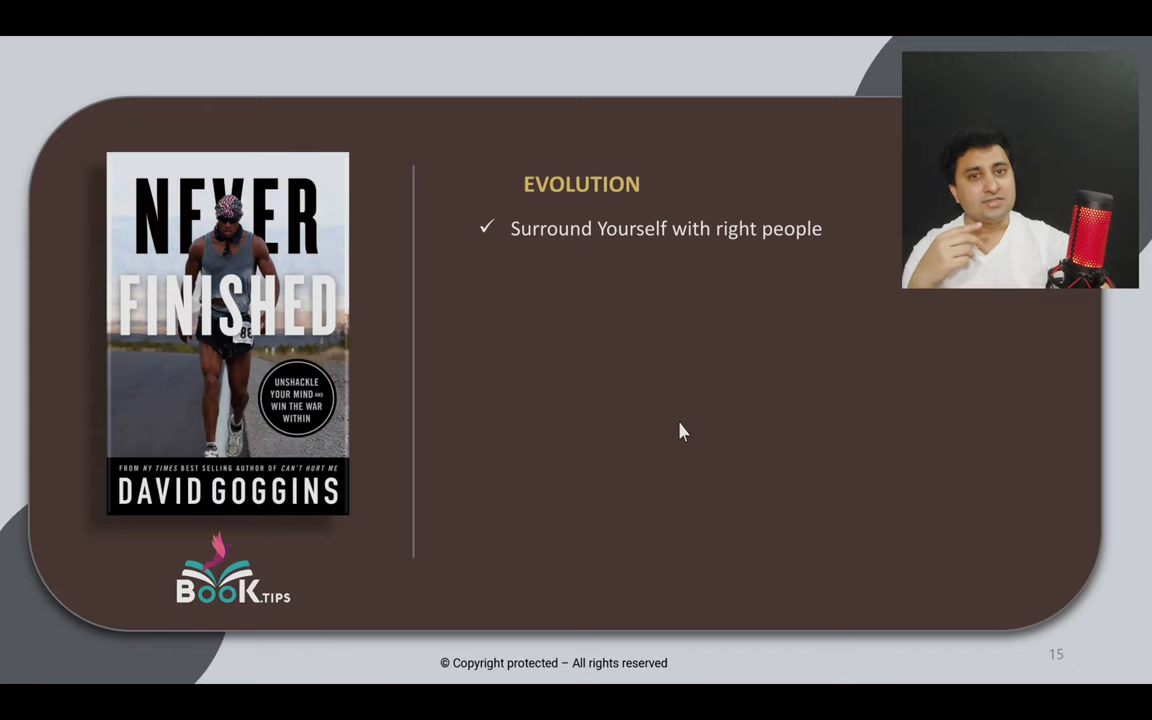 NEVER
FINISHED
UNSHACKLE
YOUR MIND AND
WIN THE WAR
WITHIN
FROM NY TIMES BEST SELLING AUTHOR OF CAN'T HURT ME
DAVID GOGGINS
BOOK.TIPS
EVOLUTION
✓ Surround Yourself with right people
© Copyright protected – All rights reserved
15